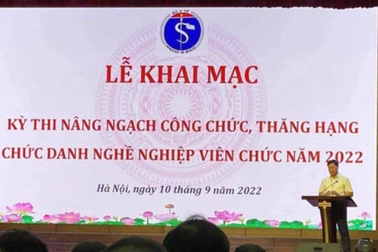 LỄ KHAI MẠC
KỲ THI NÂNG NGẠCH CÔNG CHỨC, THĂNG HẠNG
CHỨC DANH NGHỀ NGHIỆP VIÊN CHỨC NĂM 2022
Hà Nội, ngày 10 tháng 9 năm 2022